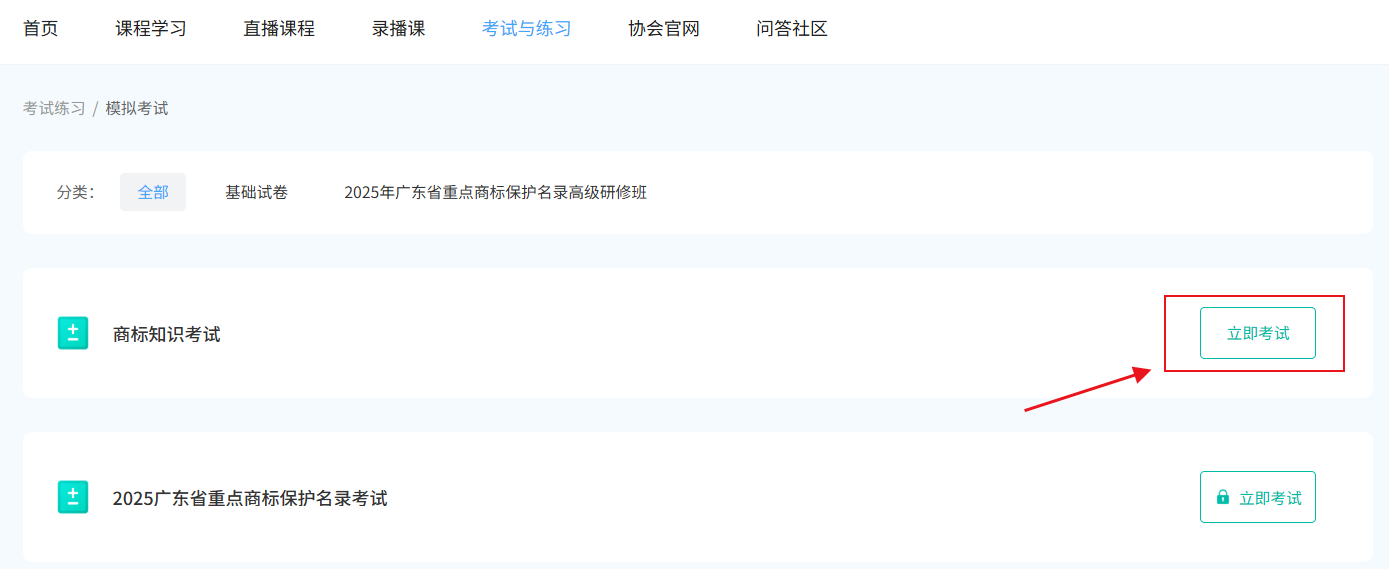 首页 课程学习 直播课程 录播课 考试与练习 协会官网 问答社区
考试练习 / 模拟考试
分类： 全部 基础试卷 2025年广东省重点商标保护名录高级研修班
商标知识考试 立即考试
2025广东省重点商标保护名录考试 立即考试